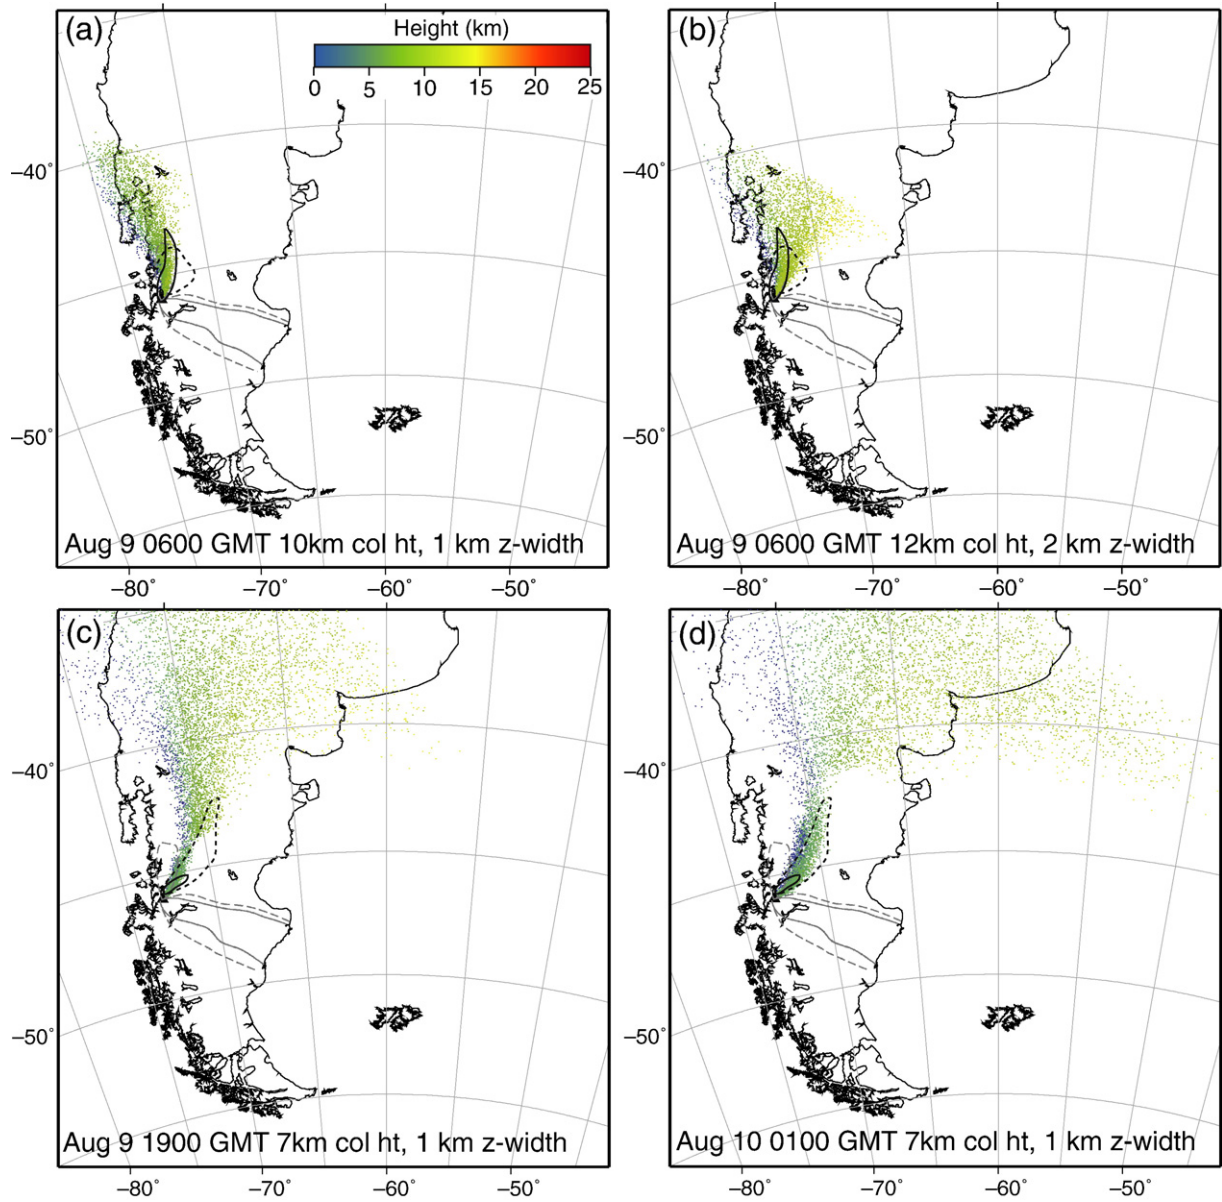 (a)
Height (km)
0 5 10 15 20 25
−40°
−50°
Aug 9 0600 GMT 10km col ht, 1 km z-width
−80° −70° −60° −50°
(b)
−40°
−50°
Aug 9 0600 GMT 12km col ht, 2 km z-width
−80° −70° −60° −50°
(c)
−40°
−50°
Aug 9 1900 GMT 7km col ht, 1 km z-width
−80° −70° −60° −50°
(d)
−40°
−50°
Aug 10 0100 GMT 7km col ht, 1 km z-width
−80° −70° −60° −50°